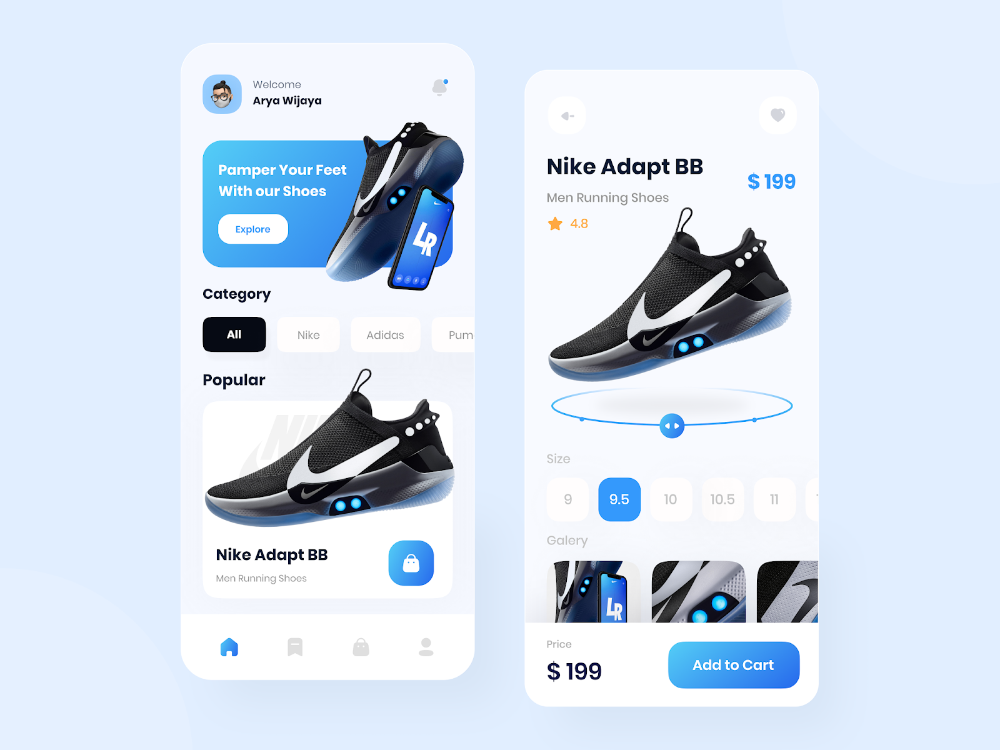 Welcome
Arya Wijaya
Pamper Your Feet
With our Shoes
Explore
LR
Category
All
Nike
Adidas
Popular
Nike Adapt BB
Men Running Shoes
Nike Adapt BB
$ 199
Men Running Shoes
4.8
Size
9
9.5
10
10.5
11
Galery
LR
Price
$ 199
Add to Cart